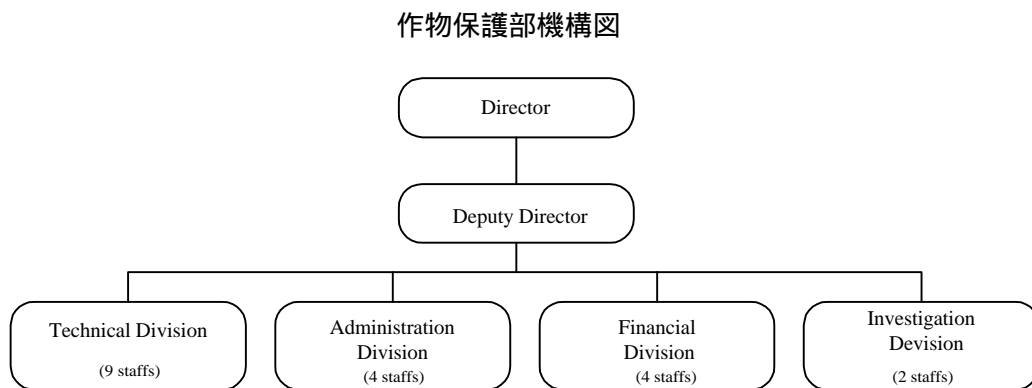 作物保護部機構図
Director
Deputy Director
Technical Division
(9 staffs)
Administration
Division
(4 staffs)
Financial
Division
(4 staffs)
Investigation
Devision
(2 staffs)